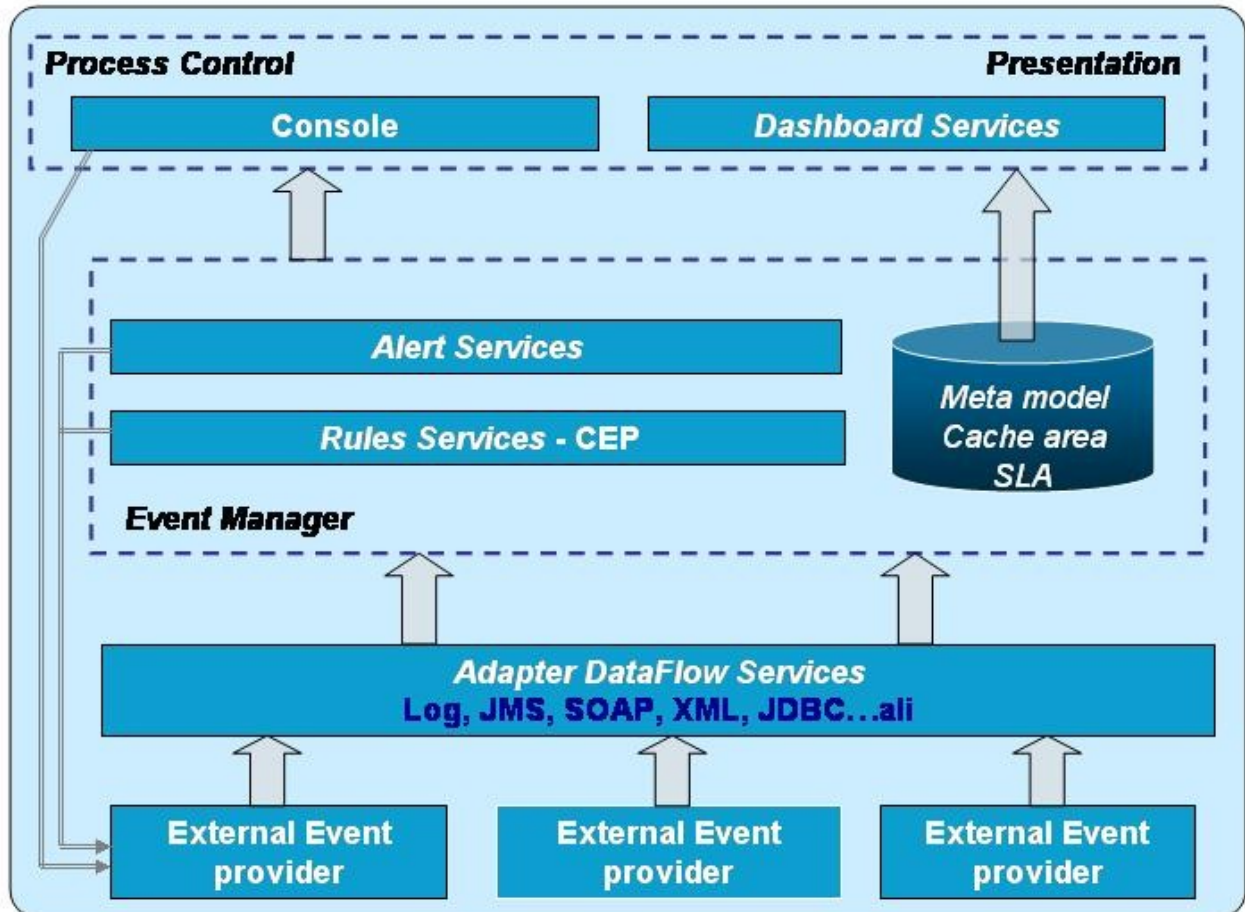 Process Control
Presentation
Console
Dashboard Services
Alert Services
Rules Services - CEP
Meta model
Cache area
SLA
Event Manager
Adapter DataFlow Services
Log, JMS, SOAP, XML, JDBC...ali
External Event
provider
External Event
provider
External Event
provider